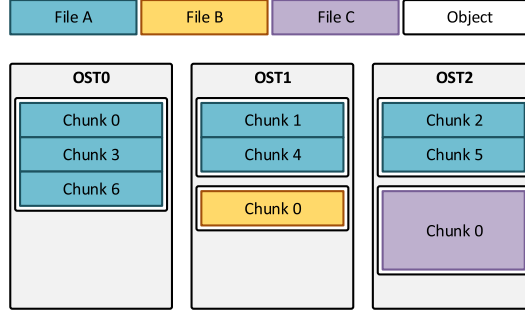 File A File B File C Object
OST0 OST1 OST2
Chunk 0 Chunk 1 Chunk 2
Chunk 3 Chunk 4 Chunk 5
Chunk 6
Chunk 0
Chunk 0